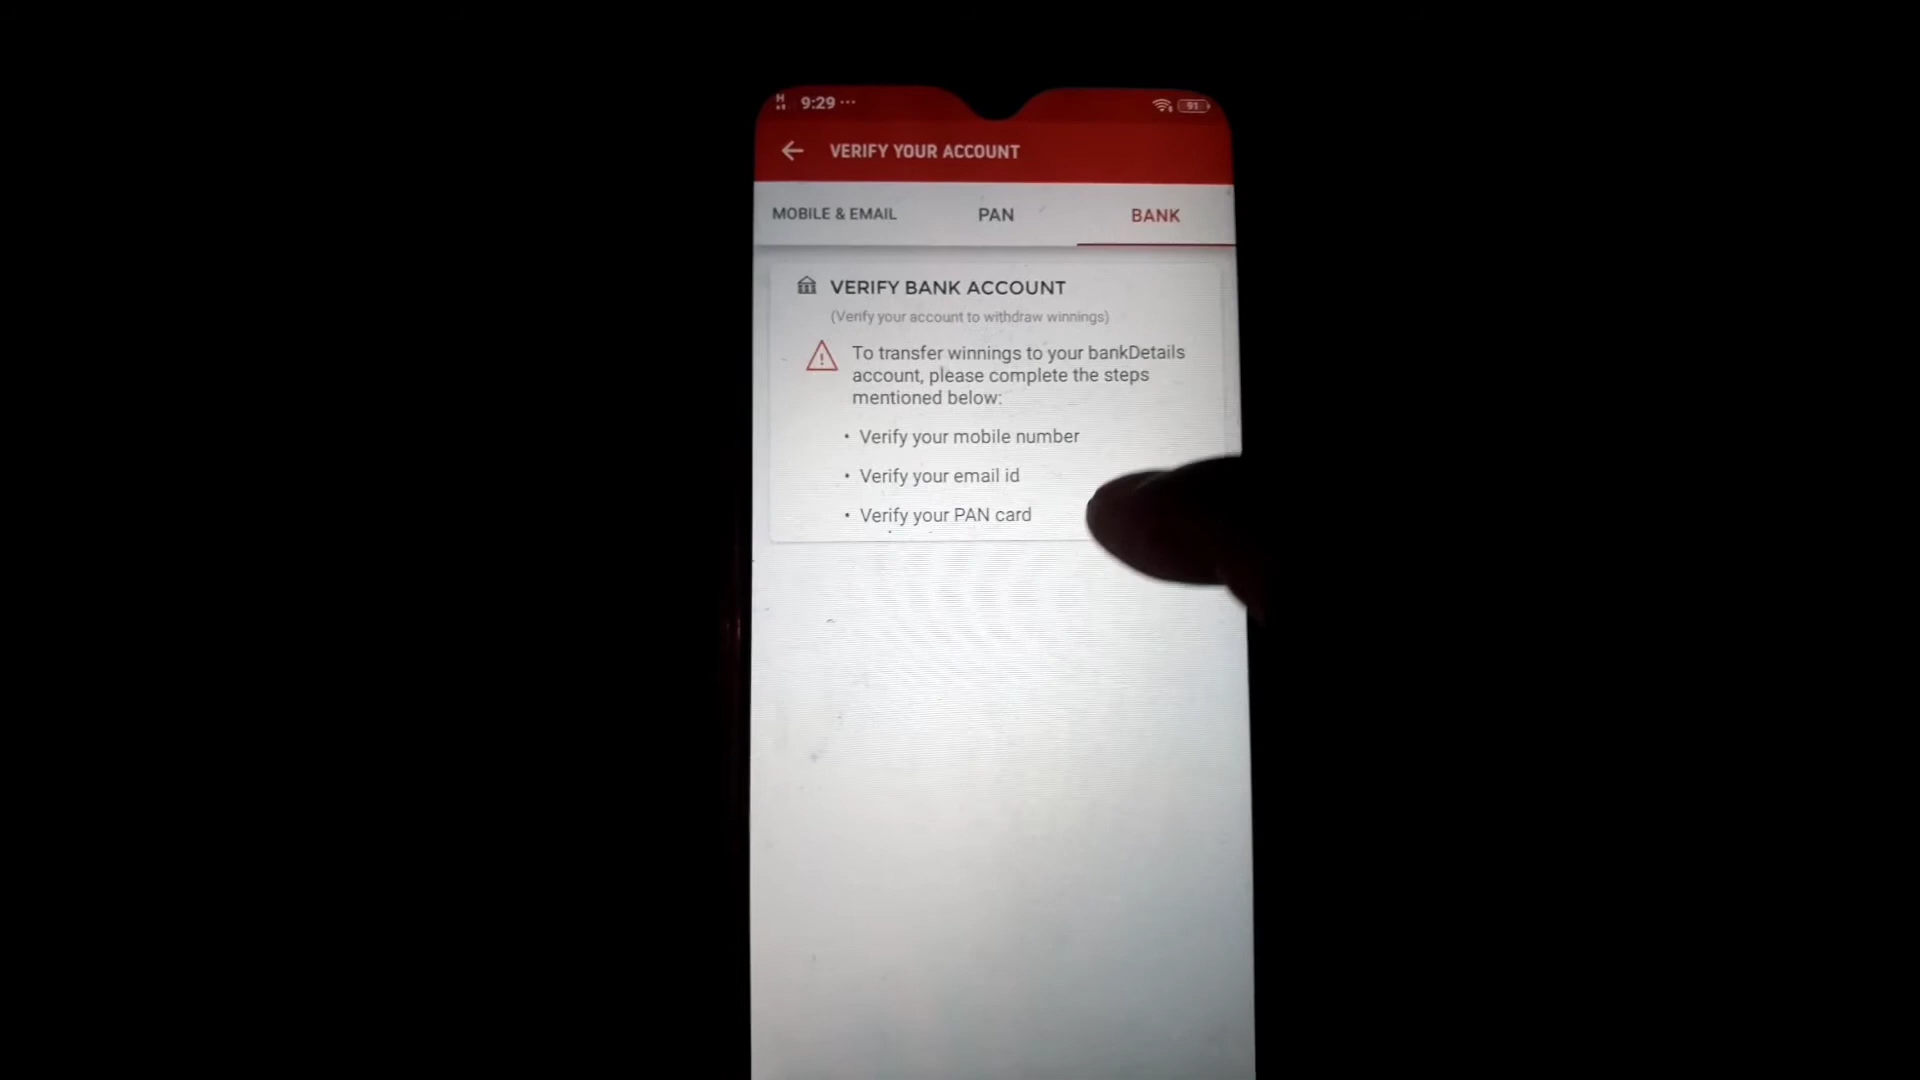 9:29 ...
91
VERIFY YOUR ACCOUNT
MOBILE & EMAIL PAN BANK
VERIFY BANK ACCOUNT
(Verify your account to withdraw winnings)
To transfer winnings to your bankDetails
account, please complete the steps
mentioned below:
• Verify your mobile number
• Verify your email id
• Verify your PAN card